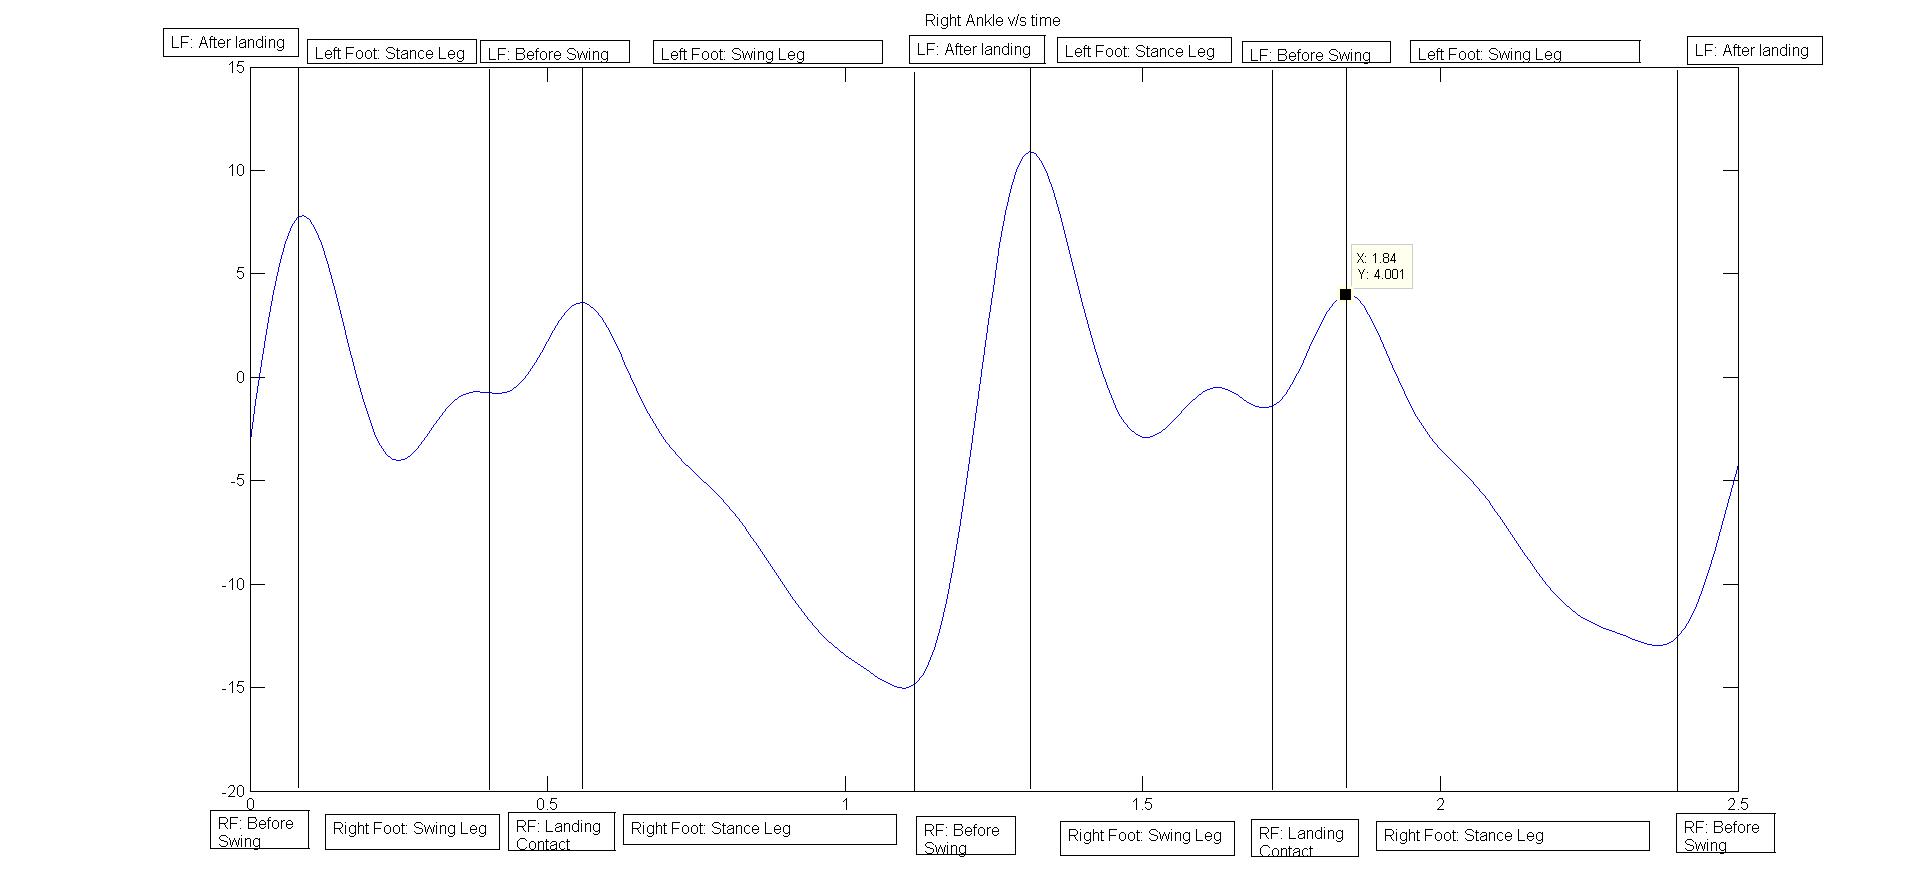 Right Ankle v/s time
LF: After landing
Left Foot: Stance Leg
LF: Before Swing
Left Foot: Swing Leg
LF: After landing
Left Foot: Stance Leg
LF: Before Swing
Left Foot: Swing Leg
LF: After landing
15
10
5
0
-5
-10
-15
-20
X: 1.84
Y: 4.001
0
0.5
1
1.5
2
2.5
RF: Before
Swing
Right Foot: Swing Leg
RF: Landing
Contact
Right Foot: Stance Leg
RF: Before
Swing
Right Foot: Swing Leg
RF: Landing
Contact
Right Foot: Stance Leg
RF: Before
Swing